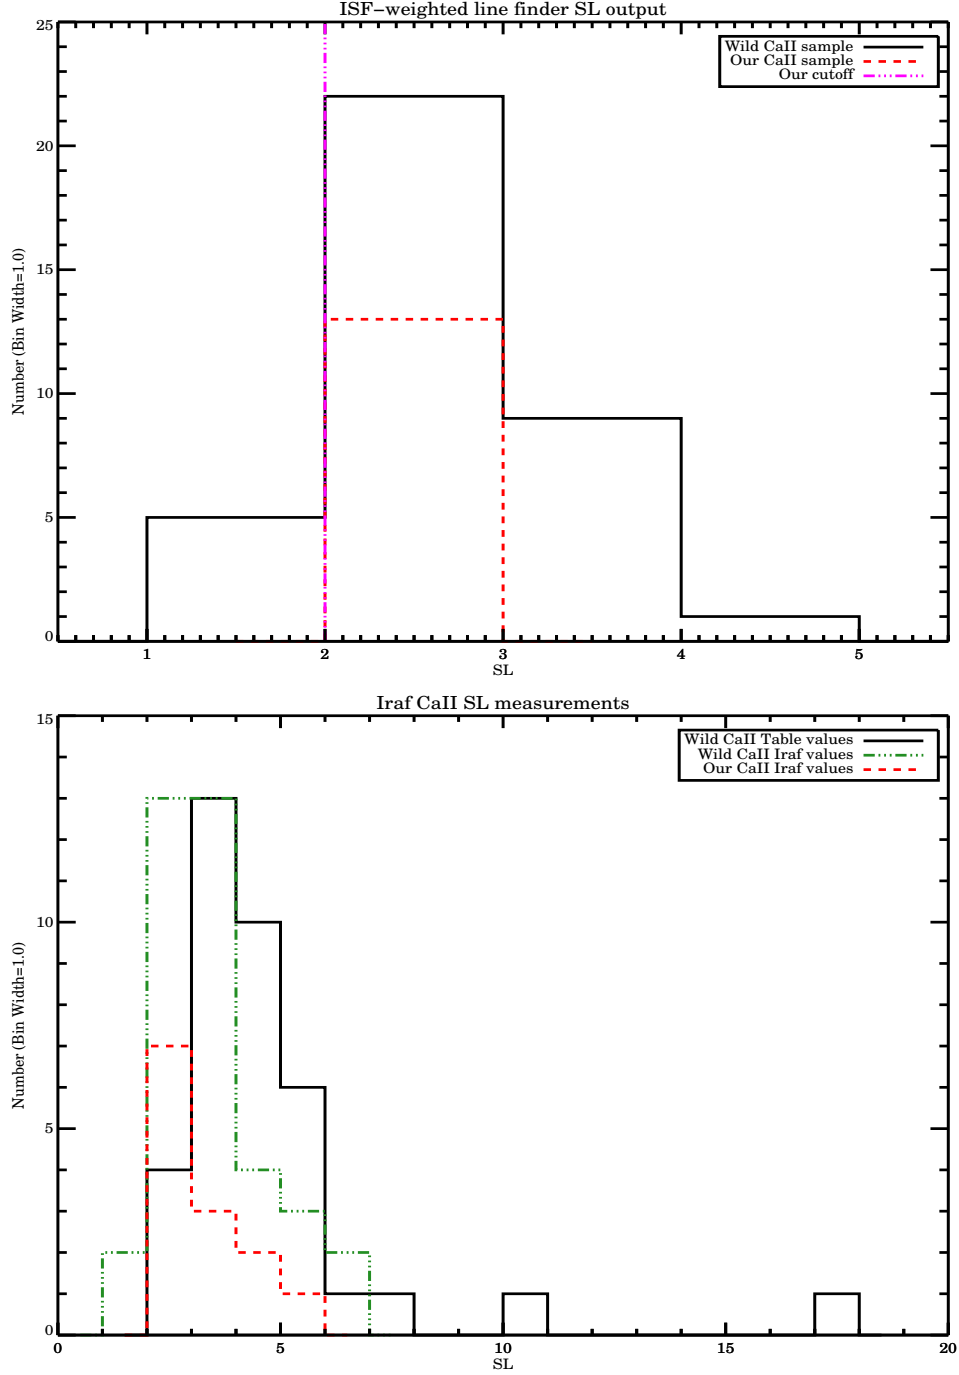 ISF-weighted line finder SL output
25
20
15
10
5
0
Number (Bin Width=1.0)
Wild CaII sample
Our CaII sample
Our cutoff
1 2 3 4 5
SL
Iraf CaII SL measurements
15
10
5
0
Number (Bin Width=1.0)
Wild CaII Table values
Wild CaII Iraf values
Our CaII Iraf values
0 5 10 15 20
SL